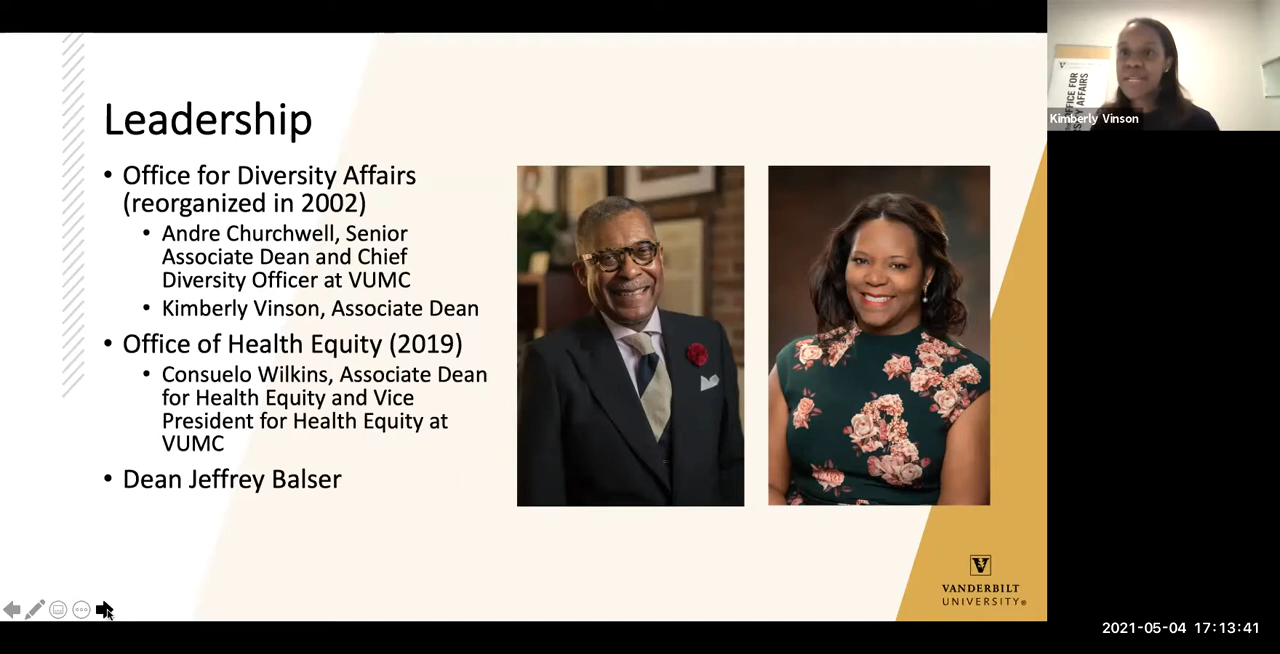 Leadership
• Office for Diversity Affairs
(reorganized in 2002)
• Andre Churchwell, Senior
Associate Dean and Chief
Diversity Officer at VUMC
• Kimberly Vinson, Associate Dean
• Office of Health Equity (2019)
• Consuelo Wilkins, Associate Dean
for Health Equity and Vice
President for Health Equity at
VUMC
• Dean Jeffrey Balser
V
VANDERBILT
UNIVERSITY®
Kimberly Vinson
AFFAIRS
2021-05-04 17:13:41